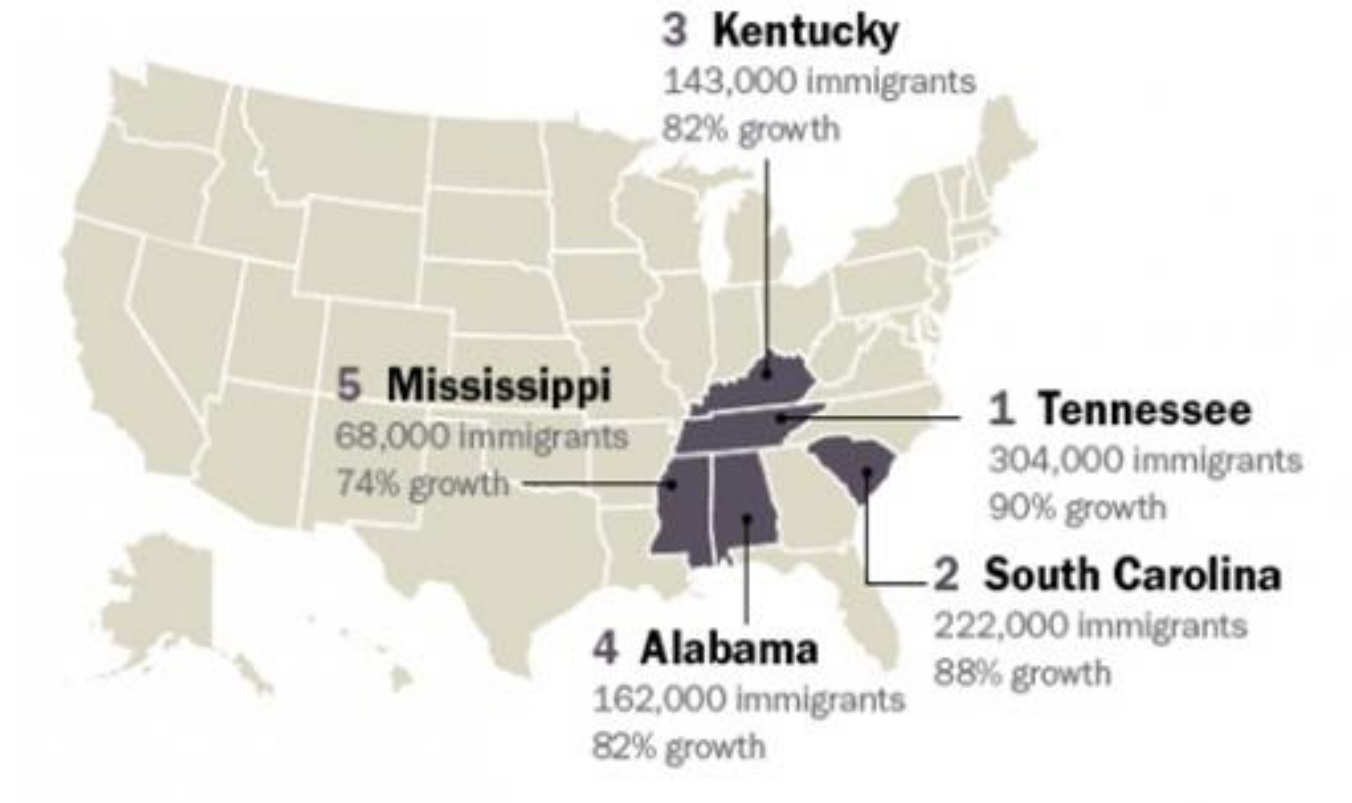 3 Kentucky
143,000 immigrants
82% growth
5 Mississippi
68,000 immigrants
74% growth
1 Tennessee
304,000 immigrants
90% growth
2 South Carolina
222,000 immigrants
88% growth
4 Alabama
162,000 immigrants
82% growth